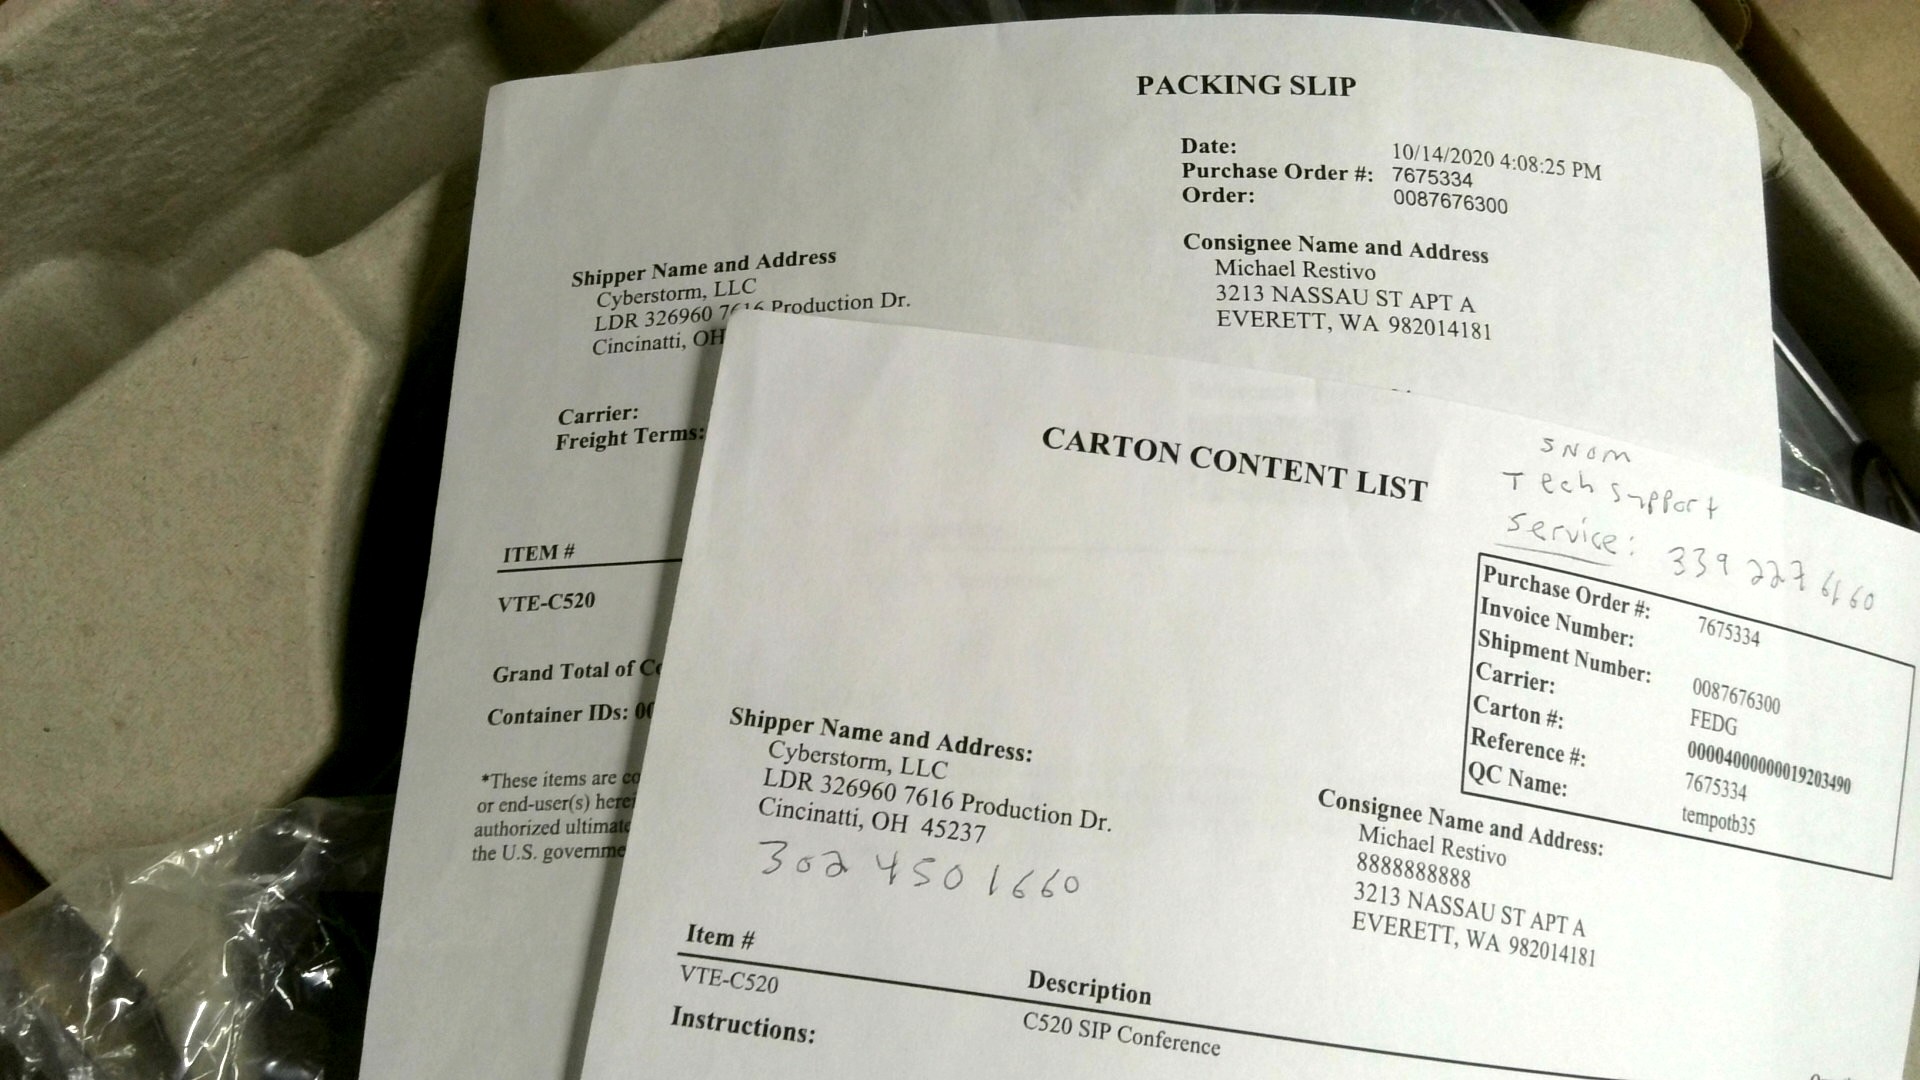 PACKING SLIP
Date: 10/14/2020 4:08:25 PM
Purchase Order #: 7675334
Order: 0087676300
Shipper Name and Address
Cyberstorm, LLC
LDR 326960 7616 Production Dr.
Cincinatti, OH
Consignee Name and Address
Michael Restivo
3213 NASSAU ST APT A
EVERETT, WA 982014181
Carrier:
Freight Terms:
ITEM #
VTE-C520
Grand Total of
Container IDs:
*These items are
or end-user(s)
authorized
the U.S.
CARTON CONTENT LIST
SNOM
Tech support
service: 339 227 6160
Purchase Order #: 7675334
Invoice Number:
Shipment Number: 0087676300
Carrier: FEDG
Carton #: 00004000000019203490
Reference #: 7675334
QC Name: tempotb35
Shipper Name and Address:
Cyberstorm, LLC
LDR 326960 7616 Production Dr.
Cincinatti, OH 45237
302 450 1660
Consignee Name and Address:
Michael Restivo
8888888888
3213 NASSAU ST APT A
EVERETT, WA 982014181
Item # Description
VTE-C520 C520 SIP Conference
Instructions: